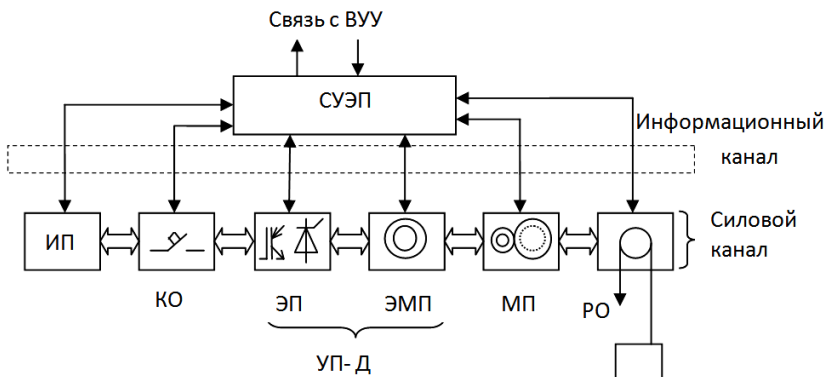 Связь с ВУУ
СУЭП
Информационный
канал
ИП
Силовой
канал
КО
ЭП
ЭМП
МП
РО
УП- Д